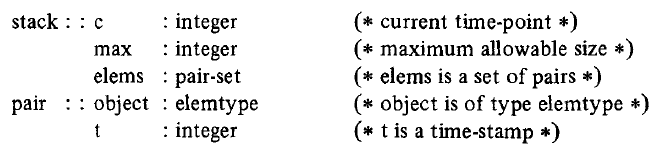 stack : : c : integer (* current time-point *)
max : integer (* maximum allowable size *)
elems : pair-set (* elems is a set of pairs *)
pair : : object : elemtype (* object is of type elemtype *)
t : integer (* t is a time-stamp *)